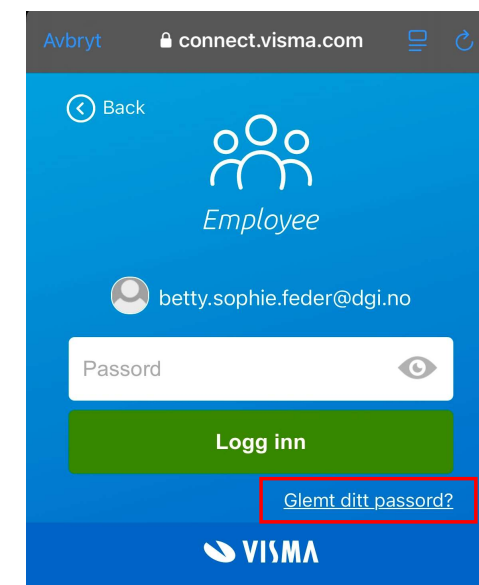 Avbryt connect.visma.com
Back
Employee
betty.sophie.feder@dgi.no
Passord
Logg inn
Glemt ditt passord?
VISMA